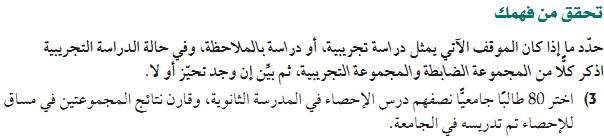 تحقق من فهمك
حدّد ما إذا كان الموقف الآتي يمثل دراسة تجريبية، أو دراسة بالملاحظة، وفي حالة الدراسة التجريبية
اذكر كلًّا من المجموعة الضابطة والمجموعة التجريبية، ثم بيِّن إن وجد تحيّز أو لا.
3) اختر 80 طالبًا جامعيًّا نصفهم درس الإحصاء في المدرسة الثانوية، وقارن نتائج المجموعتين في مساق
للإحصاء تم تدريسه في الجامعة.